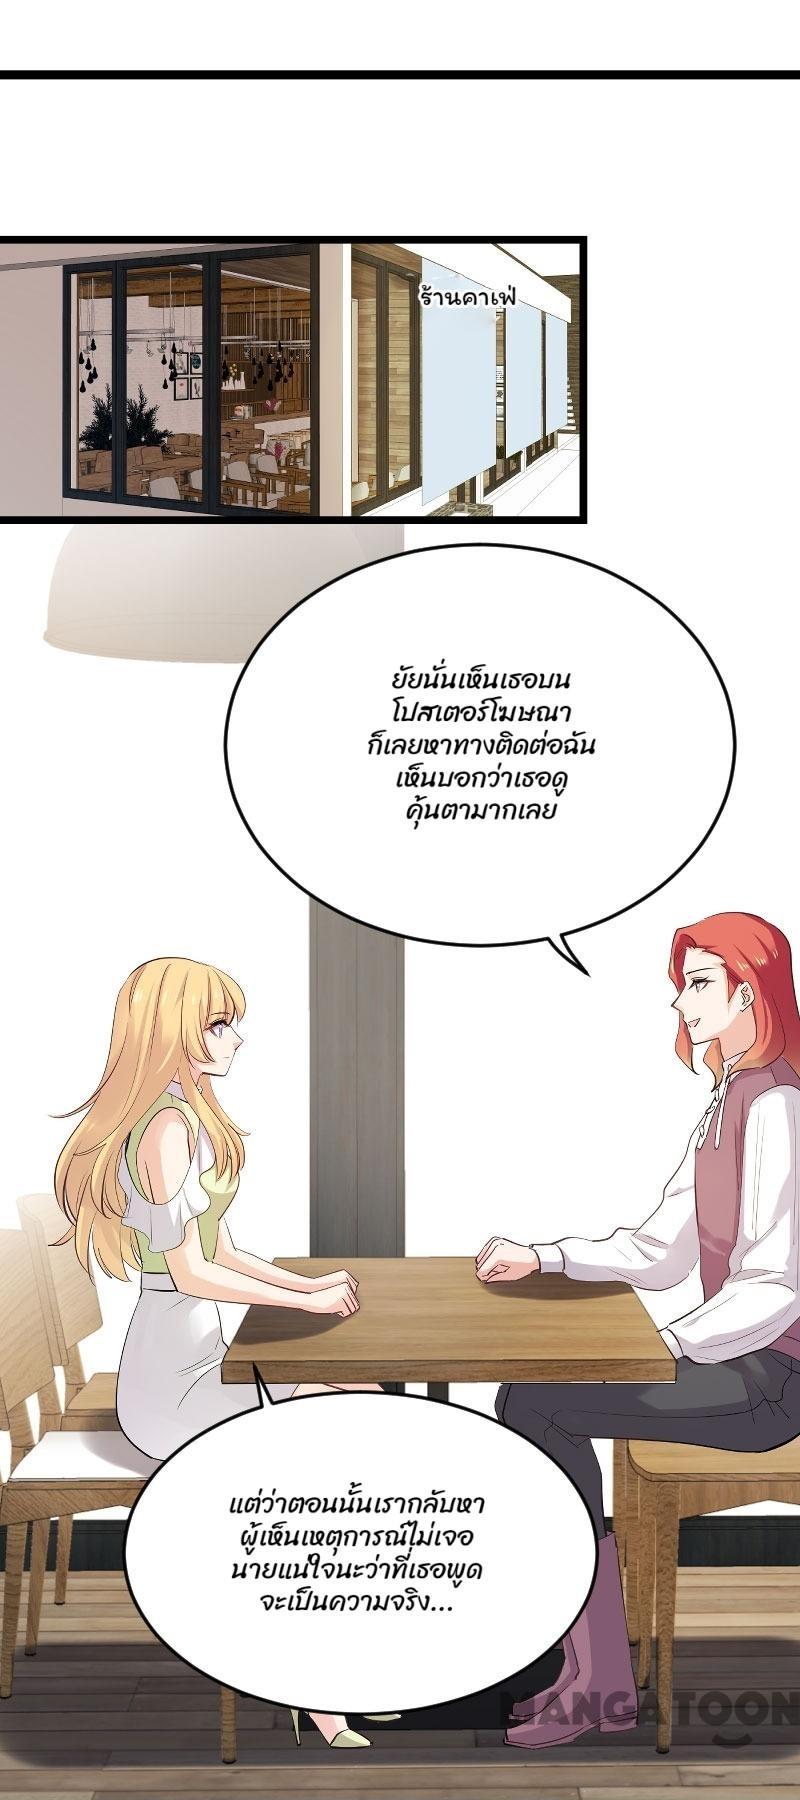 ร้านคาเฟ่
ยัยนั่นเห็นเธอบน
โปสเตอร์โฆษณา
ก็เลยหาทางติดต่อฉัน
เห็นบอกว่าเธอดู
คุ้นตามากเลย
แต่ว่าตอนนั้นเรากลับหา
ผู้เห็นเหตุการณ์ไม่เจอ
นายแน่ใจนะว่าที่เธอพูด
จะเป็นความจริง...
MANGATOON